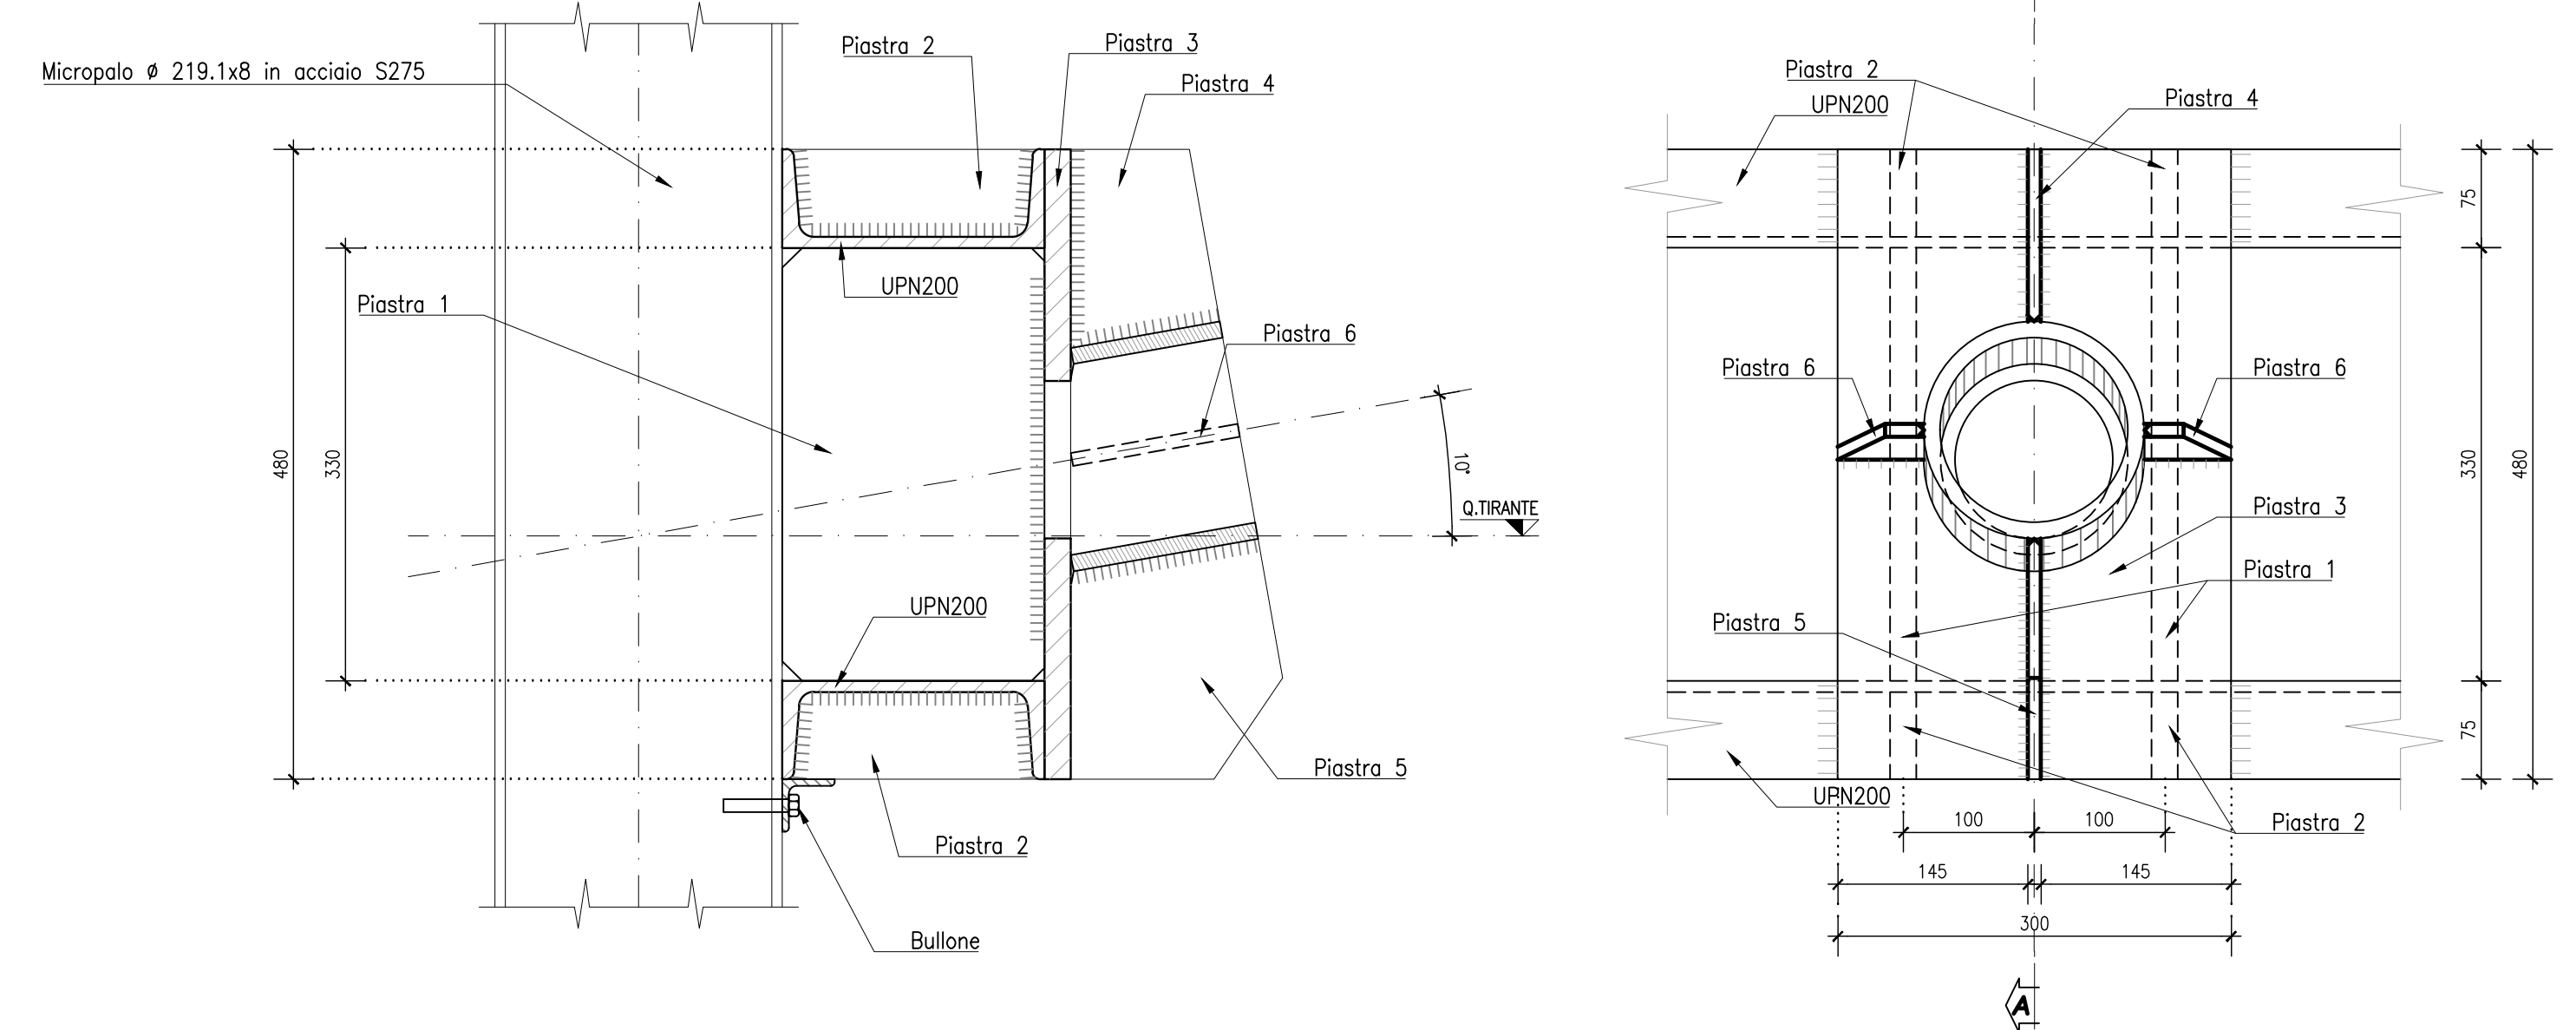 Micropalo ø 219.1x8 in acciaio S275
Piastra 2
Piastra 3
Piastra 4
UPN200
Piastra 1
Piastra 6
480
330
10°
Q.TIRANTE
UPN200
Piastra 5
Piastra 2
Bullone
Piastra 2
UPN200
Piastra 4
75
Piastra 6
Piastra 6
330
480
Piastra 3
Piastra 1
Piastra 5
75
UPN200
Piastra 2
100
100
145
145
300
A